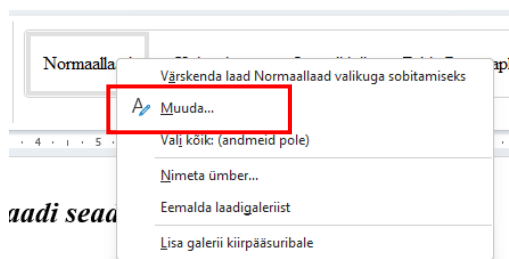 Normaalla
Värskenda laad Normaallaad valikuga sobitamiseks
Muuda...
4 5
Vali kõik: (andmeid pole)
Nimeta ümber...
aadi sead
Eemalda laadigaleriist
Lisa galerii kiirpääsuribale